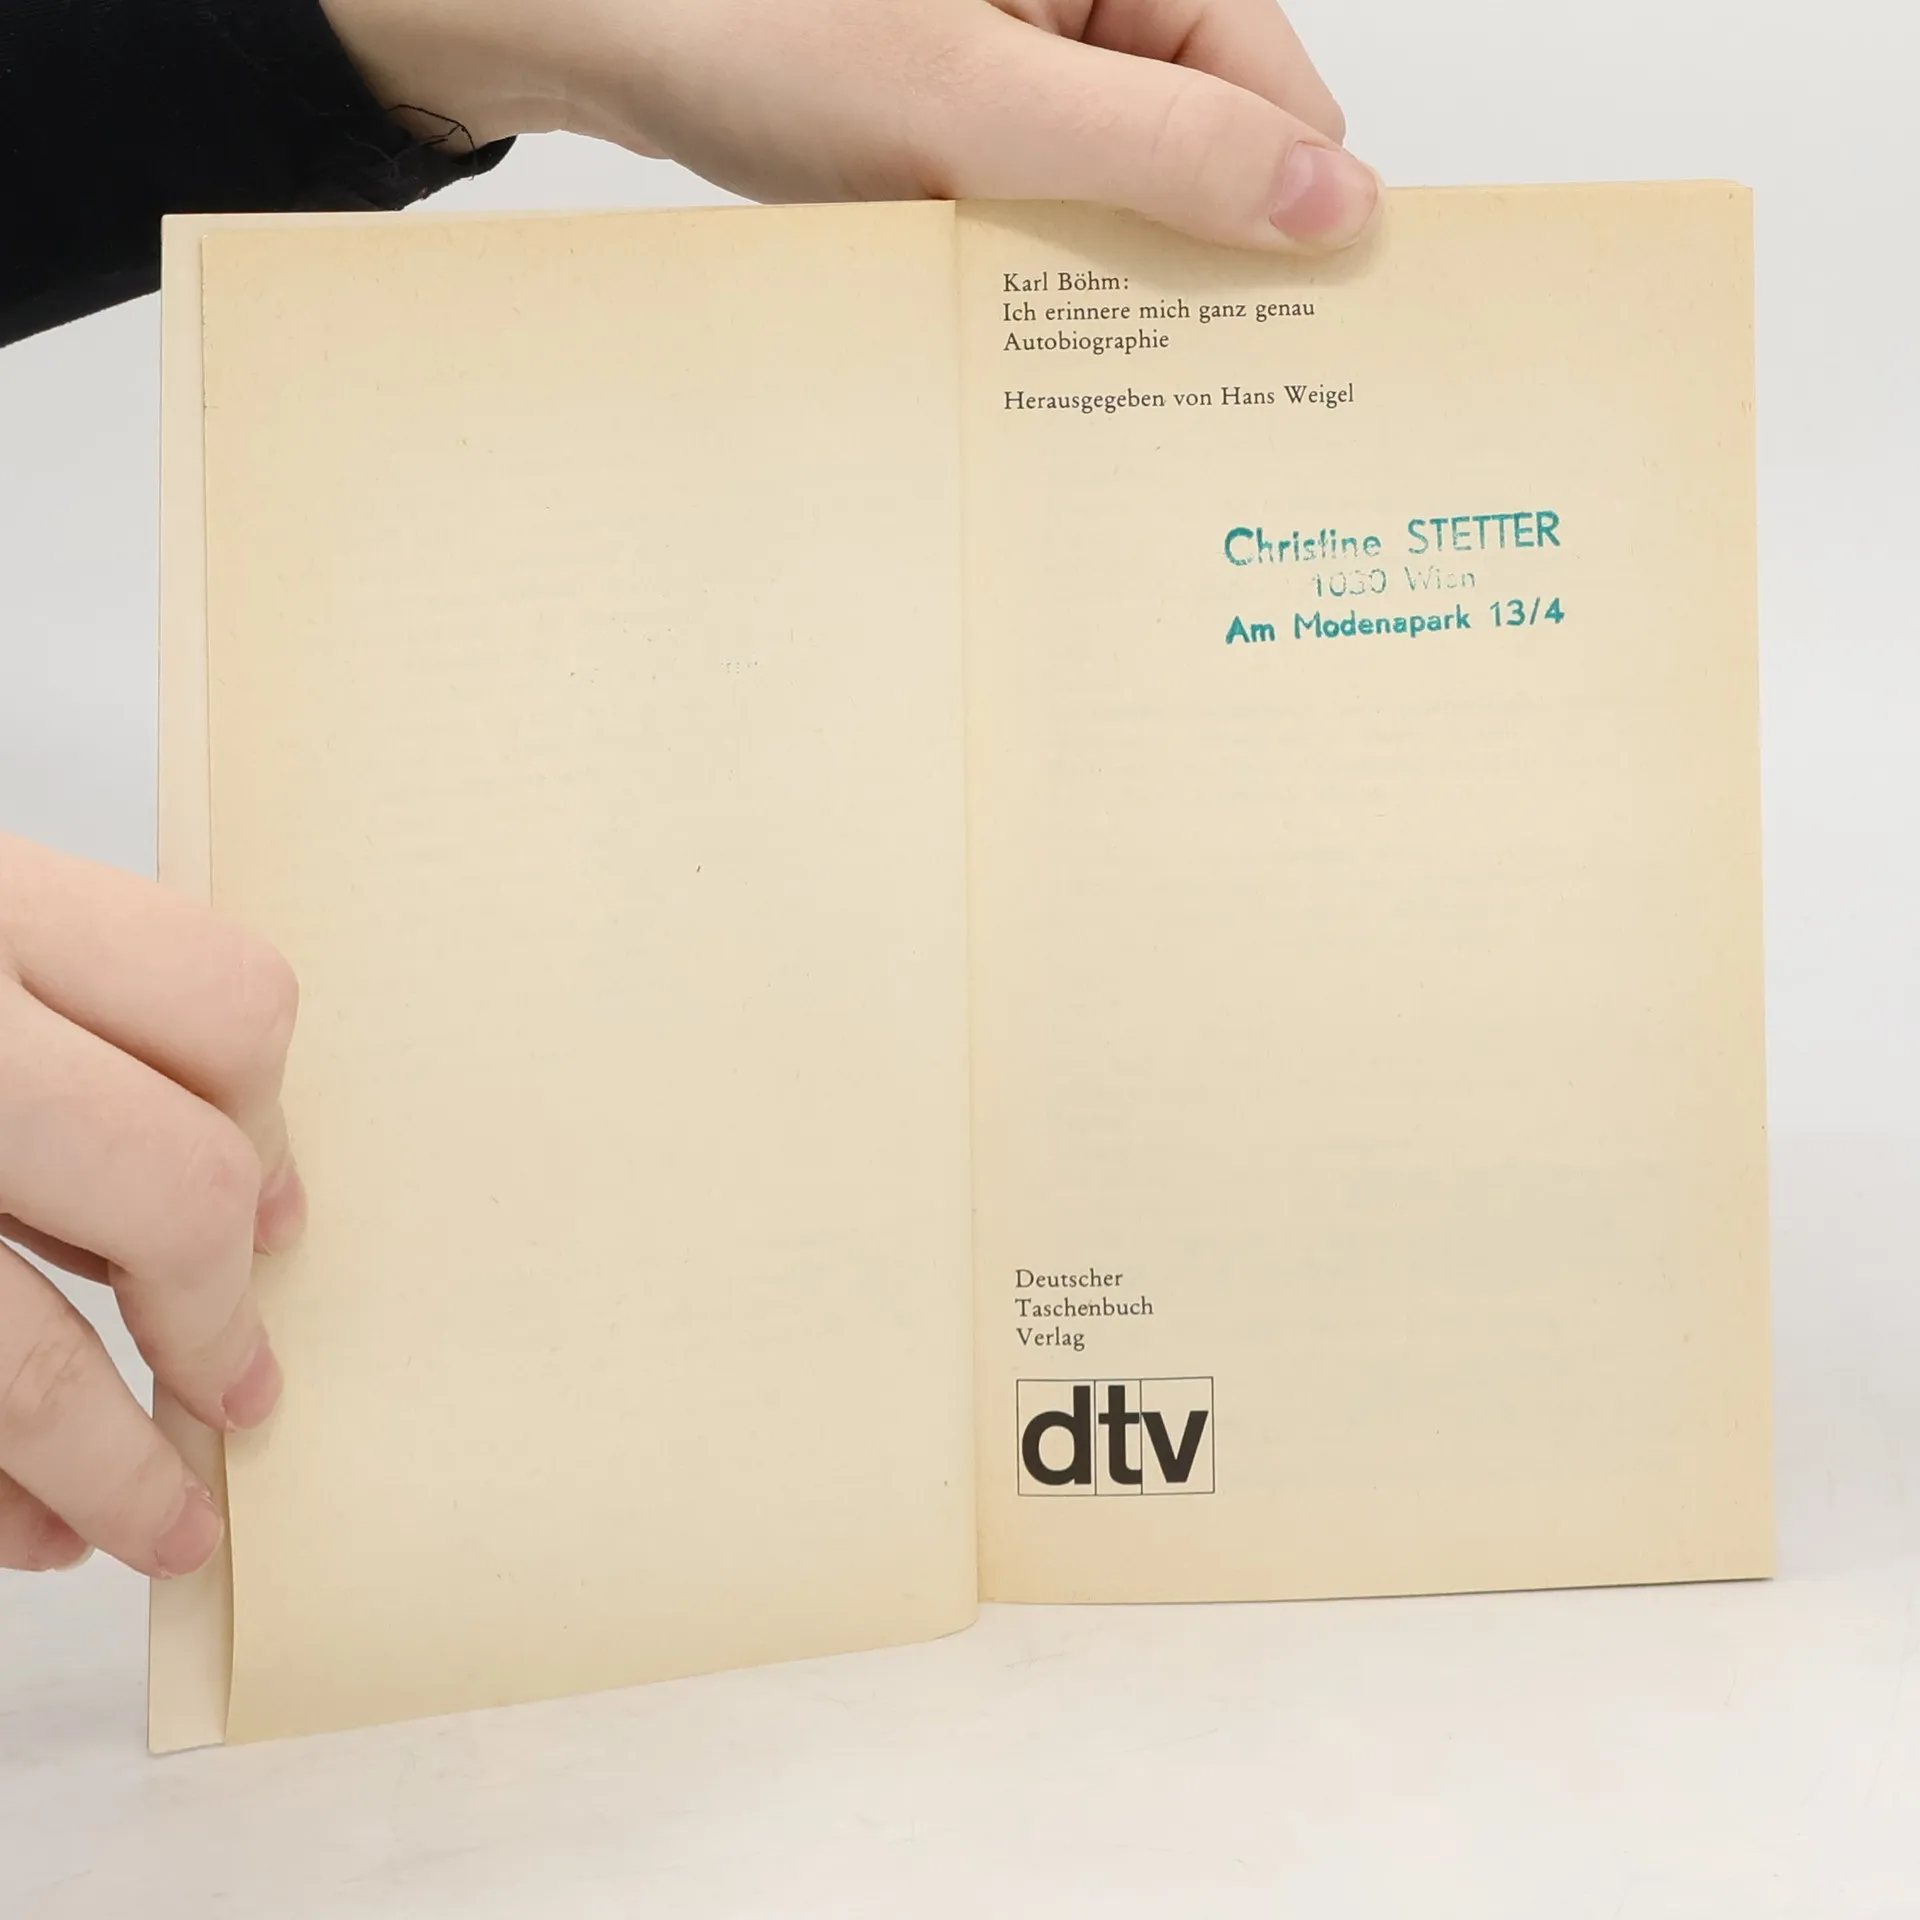 Karl Böhm:
Ich erinnere mich ganz genau
Autobiographie
Herausgegeben von Hans Weigel
Christine STETTER
1030 Wien
Am Modenapark 13/4
Deutscher
Taschenbuch
Verlag
dtv